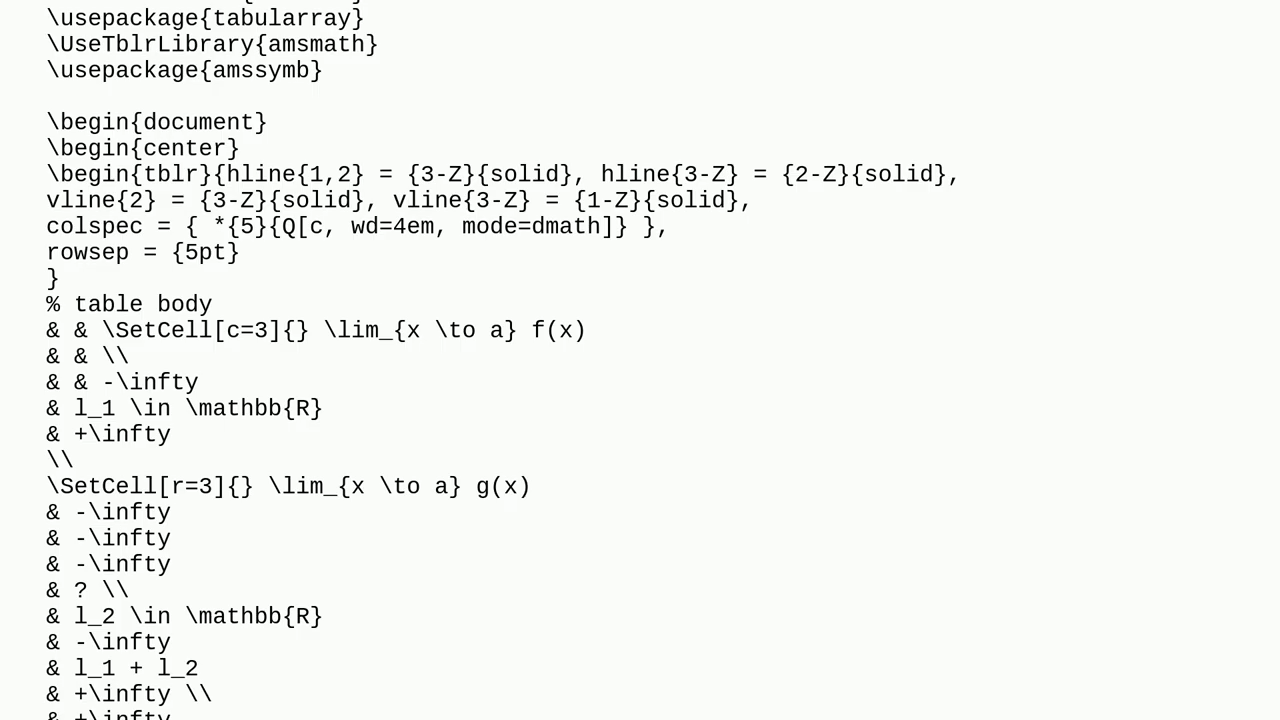 \usepackage{tabularray}
\UseTblrLibrary{amsmath}
\usepackage{amssymb}

\begin{document}
\begin{center}
\begin{tblr}{hline{1,2} = {3-Z}{solid}, hline{3-Z} = {2-Z}{solid},
vline{2} = {3-Z}{solid}, vline{3-Z} = {1-Z}{solid},
colspec = { *{5}{Q[c, wd=4em, mode=dmath]} },
rowsep = {5pt}
}
% table body
& & \SetCell[c=3]{} \lim_{x \to a} f(x)
& & \\
& & -\infty
& l_1 \in \mathbb{R}
& +\infty
\\
\SetCell[r=3]{} \lim_{x \to a} g(x)
& -\infty
& -\infty
& -\infty
& ? \\
& l_2 \in \mathbb{R}
& -\infty
& l_1 + l_2
& +\infty \\
& +\infty